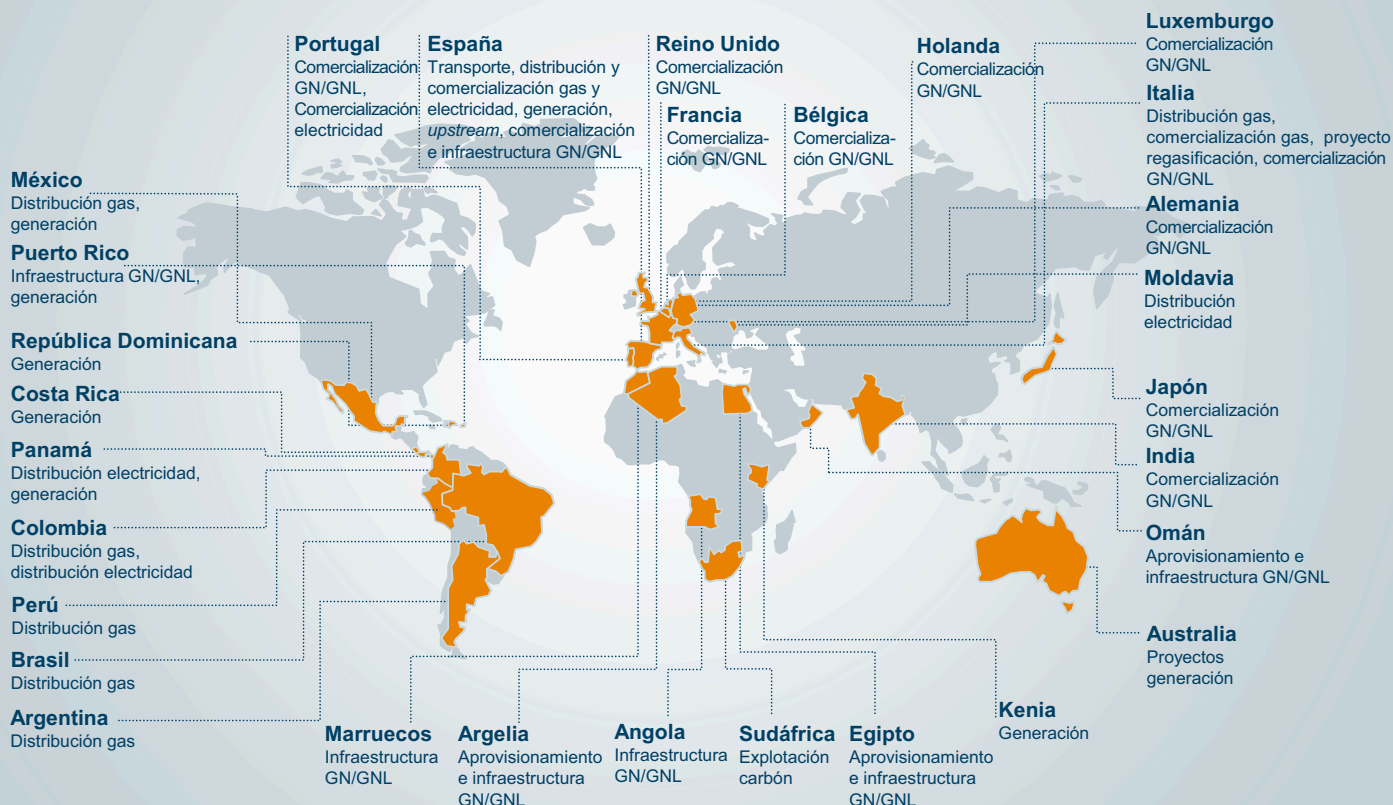 Portugal
Comercialización
GN/GNL,
Comercialización
electricidad
España
Transporte, distribución y
comercialización gas y
electricidad, generación,
upstream, comercialización
e infraestructura GN/GNL
Reino Unido
Comercialización
GN/GNL
Francia
Comercializa-
ción GN/GNL
Bélgica
Comercializa-
ción GN/GNL
Holanda
Comercialización
GN/GNL
Luxemburgo
Comercialización
GN/GNL
Italia
Distribución gas,
comercialización gas, proyecto
regasificación, comercialización
GN/GNL
Alemania
Comercialización
GN/GNL
Moldavia
Distribución
electricidad
Japón
Comercialización
GN/GNL
India
Comercialización
GN/GNL
Omán
Aprovisionamiento e
infraestructura GN/GNL
Australia
Proyectos
generación
México
Distribución gas,
generación
Puerto Rico
Infraestructura GN/GNL,
generación
República Dominicana
Generación
Costa Rica
Generación
Panamá
Distribución electricidad,
generación
Colombia
Distribución gas,
distribución electricidad
Perú
Distribución gas
Brasil
Distribución gas
Argentina
Distribución gas
Marruecos
Infraestructura
GN/GNL
Argelia
Aprovisionamiento
e infraestructura
GN/GNL
Angola
Infraestructura
GN/GNL
Sudáfrica
Explotación
carbón
Egipto
Aprovisionamiento
e infraestructura
GN/GNL
Kenia
Generación